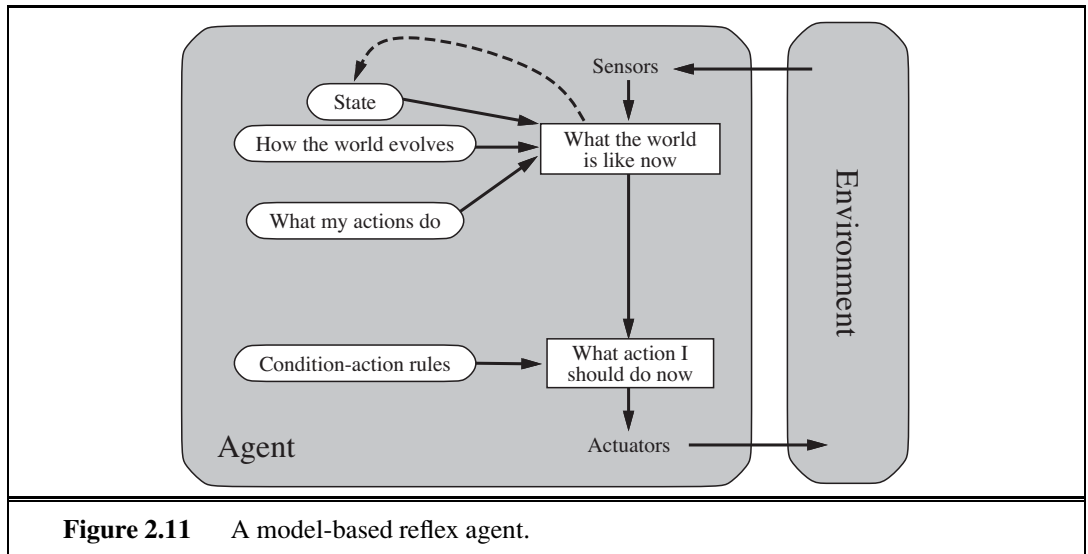 Sensors
State
What the world
is like now
How the world evolves
What my actions do
Environment
Condition-action rules
What action I
should do now
Agent
Actuators
Figure 2.11 A model-based reflex agent.